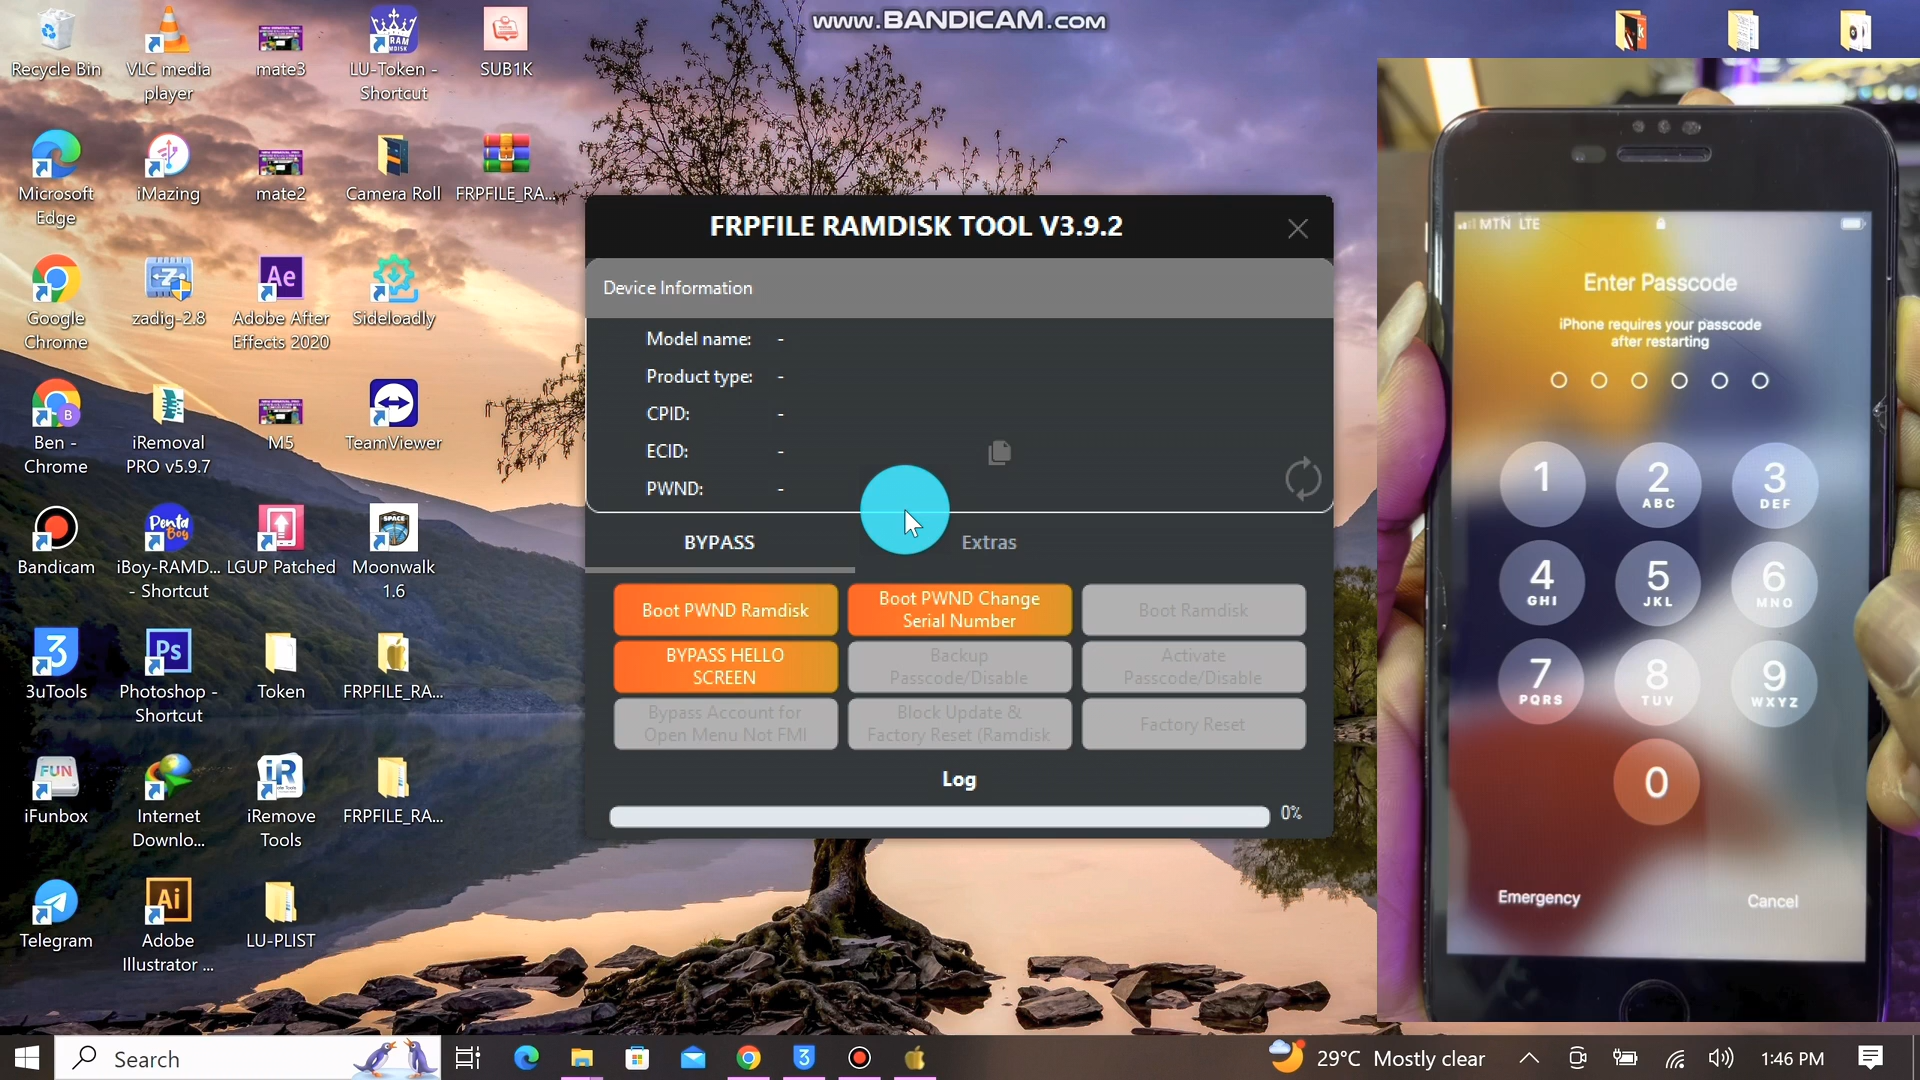 www.BANDICAM.com
Recycle Bin
VLC media
player
mate3
LU-Token -
Shortcut
SUB1K
Microsoft
Edge
iMazing
mate2
Camera Roll
FRPFILE_RA...
Google
Chrome
zadig-2.8
Adobe After
Effects 2020
Sideloadly
Ben -
Chrome
iRemoval
PRO v5.9.7
M5
TeamViewer
Bandicam
iBoy-RAMD...
- Shortcut
LGUP Patched
Moonwalk
1.6
3uTools
Photoshop -
Shortcut
Token
FRPFILE_RA...
iFunbox
Internet
Downlo...
iRemove
Tools
FRPFILE_RA...
Telegram
Adobe
Illustrator ...
LU-PLIST
FRPFILE RAMDISK TOOL V3.9.2
Device Information
Model name: -
Product type: -
CPID: -
ECID: -
PWND: -
BYPASS
Extras
Boot PWND Ramdisk
Boot PWND Change
Serial Number
Boot Ramdisk
BYPASS HELLO
SCREEN
Backup
Passcode/Disable
Activate
Passcode/Disable
Bypass Account for
Open Menu Not FMI
Block Update &
Factory Reset (Ramdisk
Factory Reset
Log
0%
MTN LTE
Enter Passcode
iPhone requires your passcode
after restarting
1
2
ABC
3
DEF
4
GHI
5
JKL
6
MNO
7
PQRS
8
TUV
9
WXYZ
0
Emergency
Cancel
Search
29°C Mostly clear
1:46 PM